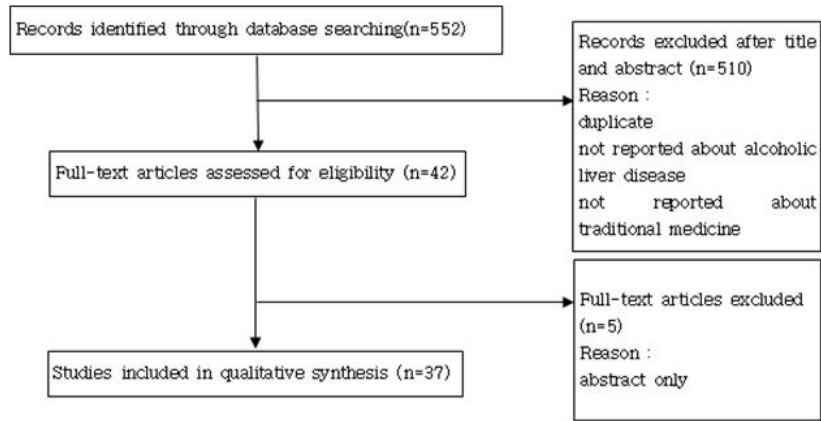 Records identified through database searching(n=552)
Records excluded after title
and abstract (n=510)
Reason :
duplicate
not reported about alcoholic
liver disease
not reported about
traditional medicine
Full-text articles assessed for eligibility (n=42)
Full-text articles excluded
(n=5)
Reason :
abstract only
Studies included in qualitative synthesis (n=37)